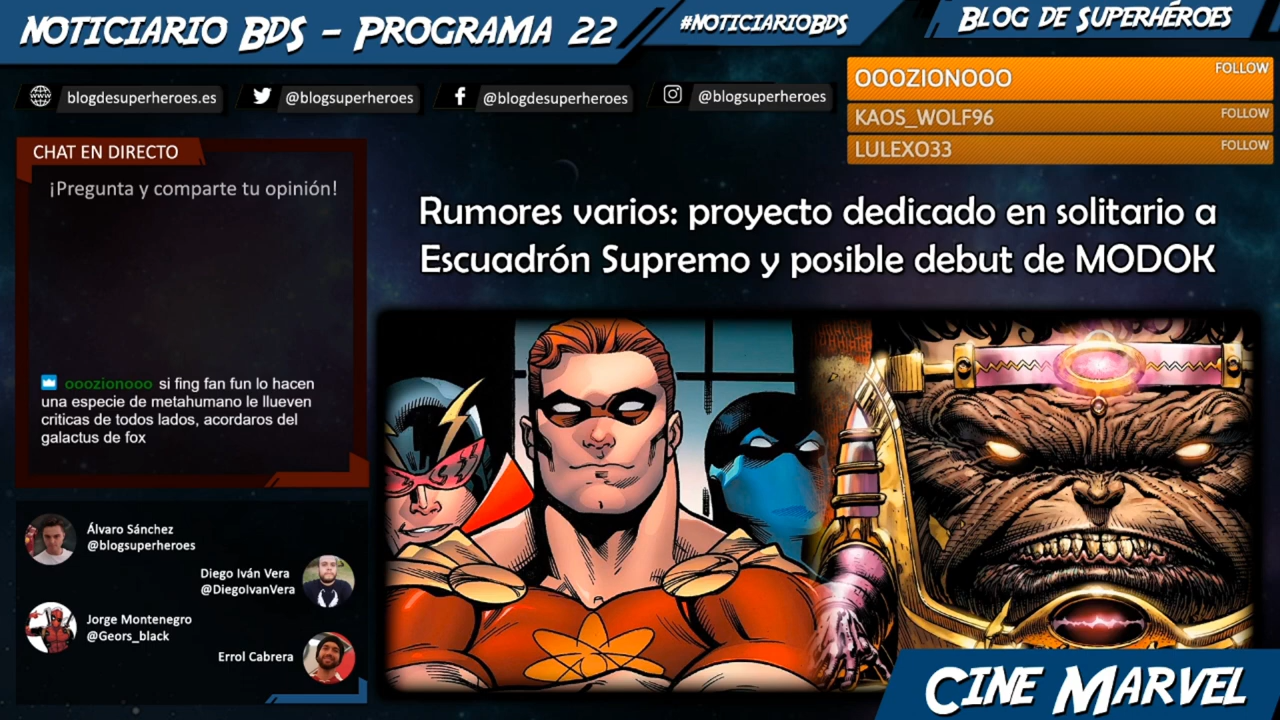 NOTICIARIO BDS - PROGRAMA 22
#NOTICIARIOBDS
BLOG DE SUPERHÉROES
www
blogdesuperheroes.es
@blogsuperheroes
@blogdesuperheroes
@blogsuperheroes
OOOZIONOOO
FOLLOW
KAOS_WOLF96
FOLLOW
LULEXO33
FOLLOW
CHAT EN DIRECTO
¡Pregunta y comparte tu opinión!
ooozionooo si fing fan fun lo hacen
una especie de metahumano le llueven
criticas de todos lados, acordaros del
galactus de fox
Rumores varios: proyecto dedicado en solitario a
Escuadrón Supremo y posible debut de MODOK
Álvaro Sánchez
@blogsuperheroes
Diego Iván Vera
@DiegoIvanVera
Jorge Montenegro
@Geors_black
Errol Cabrera
CINE MARVEL